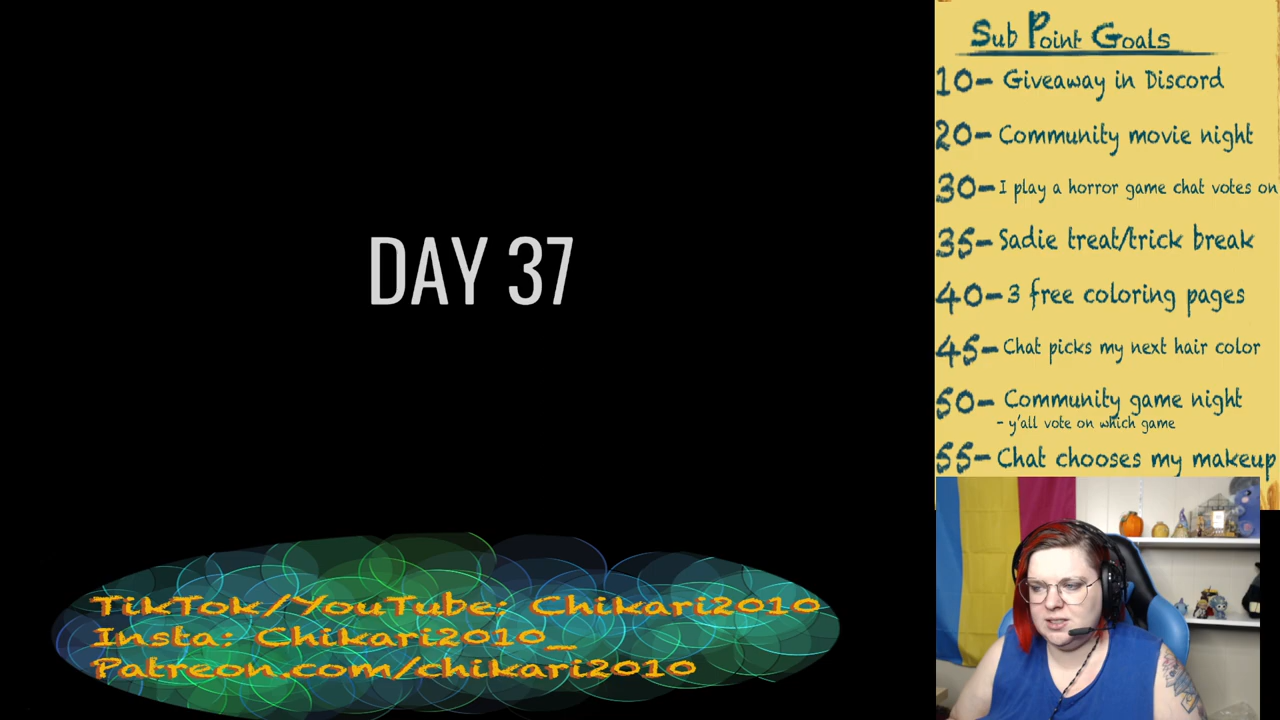 DAY 37
TikTok/YouTube: Chikari2010
Insta: Chikari2010_
Patreon.com/chikari2010
Sub Point Goals
10- Giveaway in Discord
20- Community movie night
30- I play a horror game chat votes on
35- Sadie treat/trick break
40- 3 free coloring pages
45- Chat picks my next hair color
50- Community game night
- y'all vote on which game
55- Chat chooses my makeup